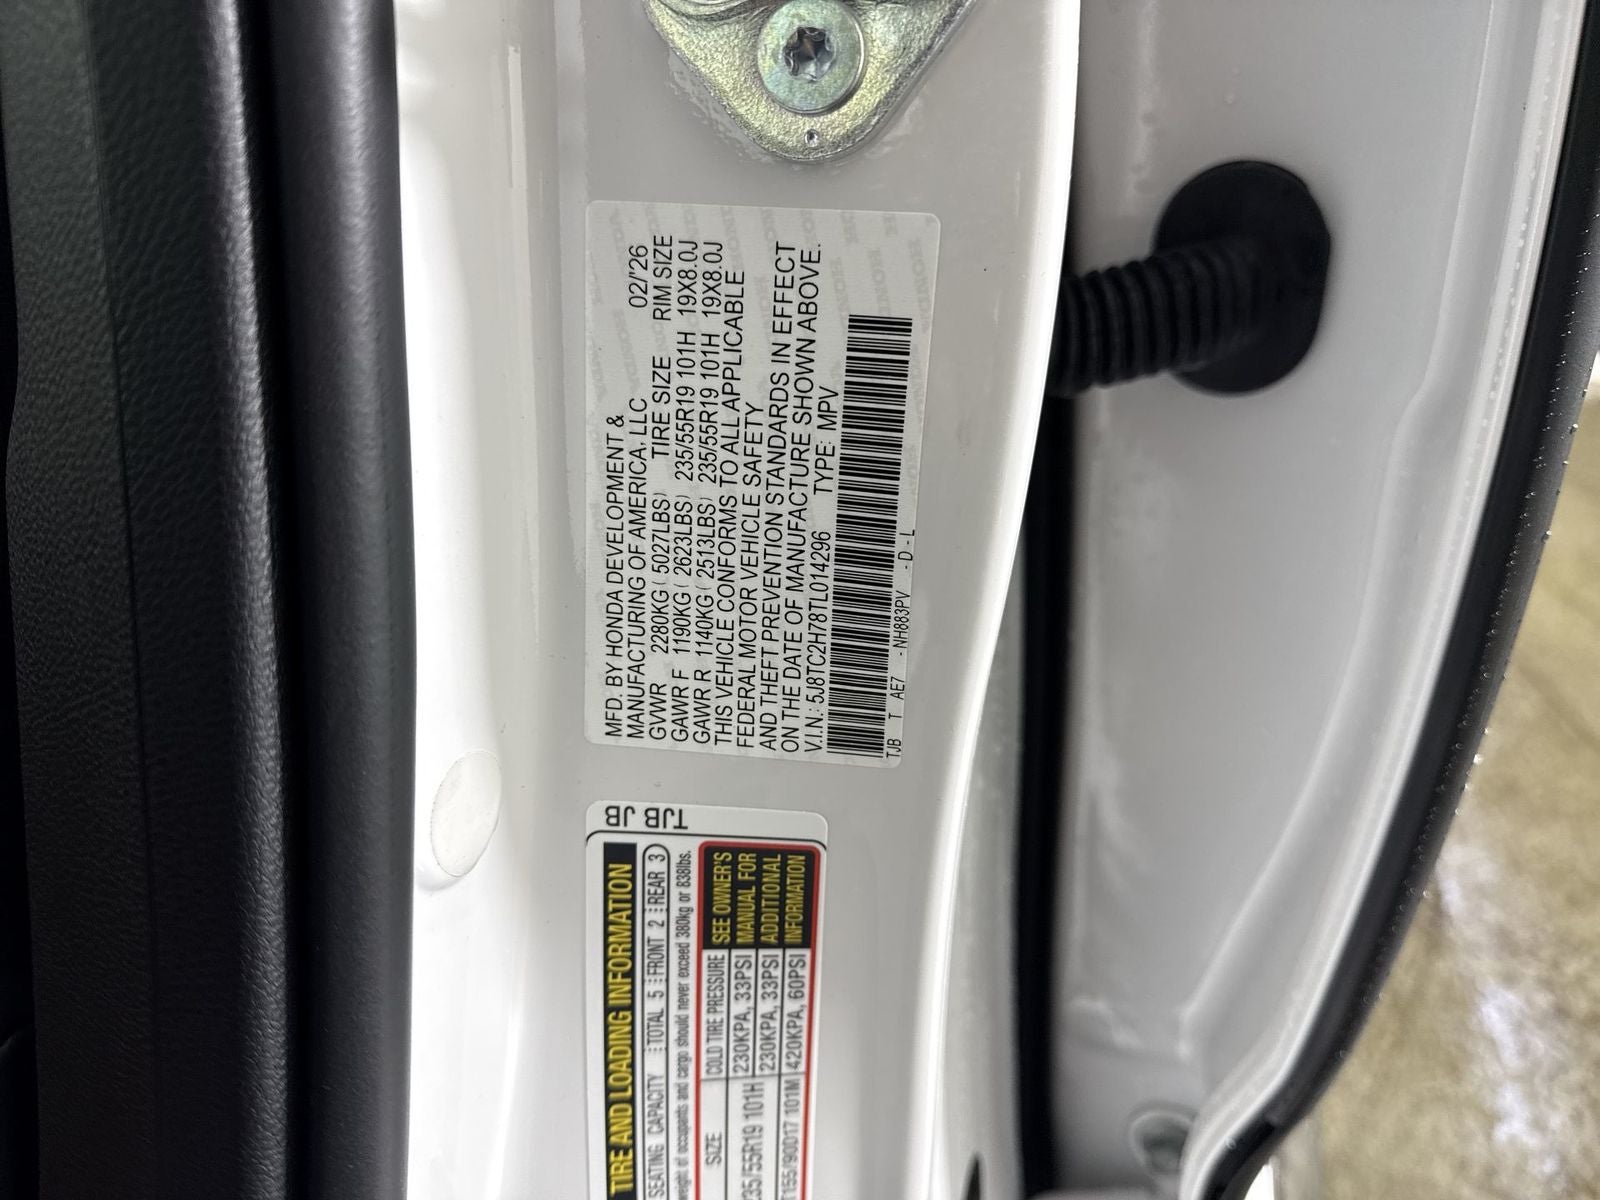 MFD. BY HONDA DEVELOPMENT &
MANUFACTURING OF AMERICA, LLC 02/'26
GVWR 2280KG ( 5027LBS) TIRE SIZE RIM SIZE
GAWR F 1190KG ( 2623LBS) 235/55R19 101H 19X8.0J
GAWR R 1140KG ( 2513LBS) 235/55R19 101H 19X8.0J
THIS VEHICLE CONFORMS TO ALL APPLICABLE
FEDERAL MOTOR VEHICLE SAFETY
AND THEFT PREVENTION STANDARDS IN EFFECT
ON THE DATE OF MANUFACTURE SHOWN ABOVE.
V.I.N.: 5J8TC2H78TL014296 TYPE: MPV
TJB T AE7 - NH883PV - D - L
TJB JB
TIRE AND LOADING INFORMATION
SEATING CAPACITY TOTAL 5 FRONT 2 REAR 3
weight of occupants and cargo should never exceed 380kg or 838lbs.
SIZE COLD TIRE PRESSURE
235/55R19 101H 230KPA, 33PSI
230KPA, 33PSI
T155/90D17 101M 420KPA, 60PSI
SEE OWNER'S
MANUAL FOR
ADDITIONAL
INFORMATION